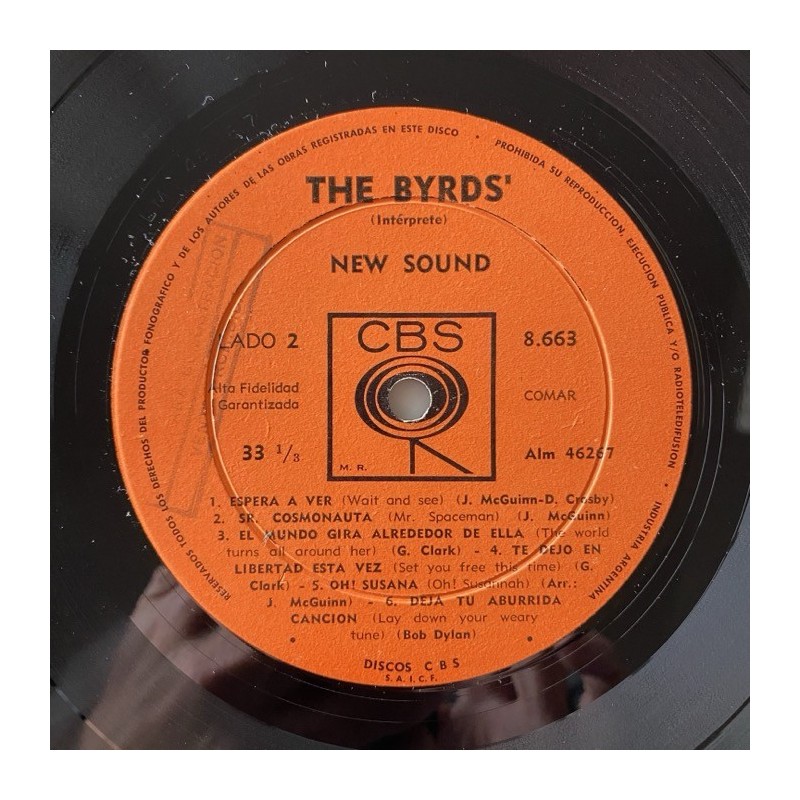 RESERVADOS TODOS LOS DERECHOS DEL PRODUCTOR FONOGRAFICO Y DE LOS AUTORES DE LAS OBRAS REGISTRADAS EN ESTE DISCO • PROHIBIDA SU REPRODUCCION, EJECUCION PUBLICA Y/O RADIOTELEDIFUSION • INDUSTRIA ARGENTINA
THE BYRDS'
(Intérprete)
NEW SOUND
LADO 2
CBS
8.663
Alta Fidelidad
Garantizada
COMAR
33 1/3
M. R.
Alm 46267
1. ESPERA A VER (Wait and see) (J. McGuinn-D. Crosby)
2. SR. COSMONAUTA (Mr. Spaceman) (J. McGuinn)
3. EL MUNDO GIRA ALREDEDOR DE ELLA (The world
turns all around her) (G. Clark) - 4. TE DEJO EN
LIBERTAD ESTA VEZ (Set you free this time) (G.
Clark) - 5. OH! SUSANA (Oh! Susannah) (Arr.:
J. McGuinn) - 6. DEJA TU ABURRIDA
CANCION (Lay down your weary
tune) (Bob Dylan)
DISCOS CBS
S. A. I. C. F.